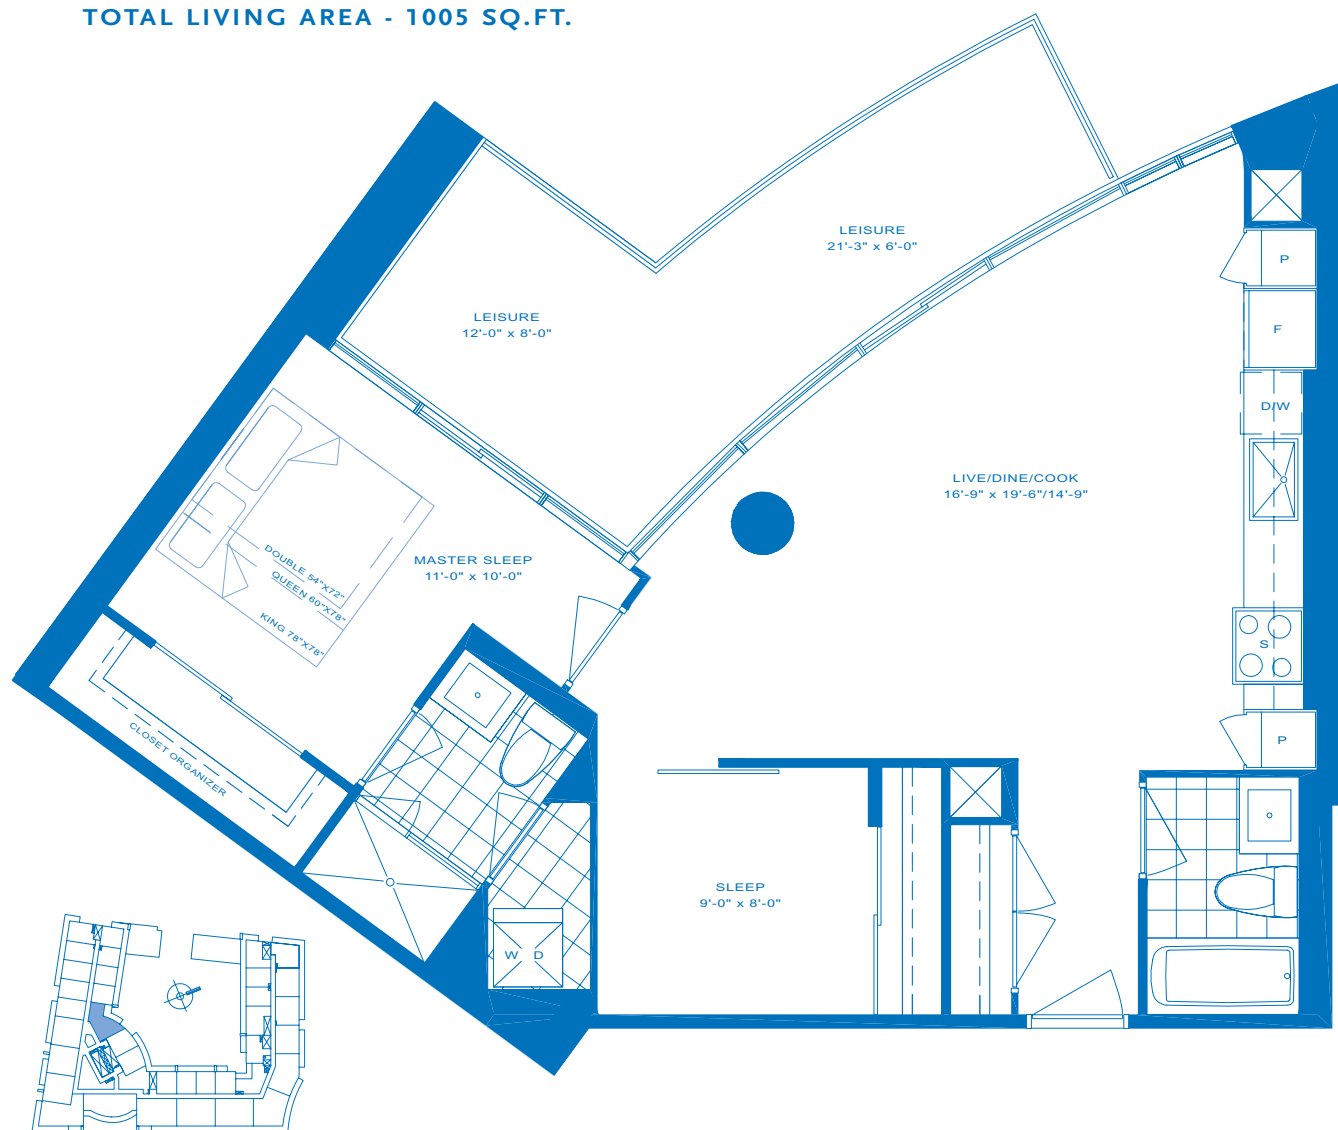 TOTAL LIVING AREA - 1005 SQ.FT.
LEISURE
21'-3" x 6'-0"
LEISURE
12'-0" x 8'-0"
P
F
D/W
LIVE/DINE/COOK
16'-9" x 19'-6"/14'-9"
MASTER SLEEP
11'-0" x 10'-0"
DOUBLE 54"X72"
QUEEN 60"X78"
KING 78"X78"
S
CLOSET ORGANIZER
P
SLEEP
9'-0" x 8'-0"
W D